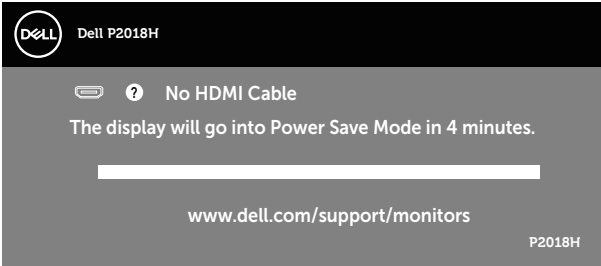 DELL
Dell P2018H
? No HDMI Cable
The display will go into Power Save Mode in 4 minutes.
www.dell.com/support/monitors
P2018H